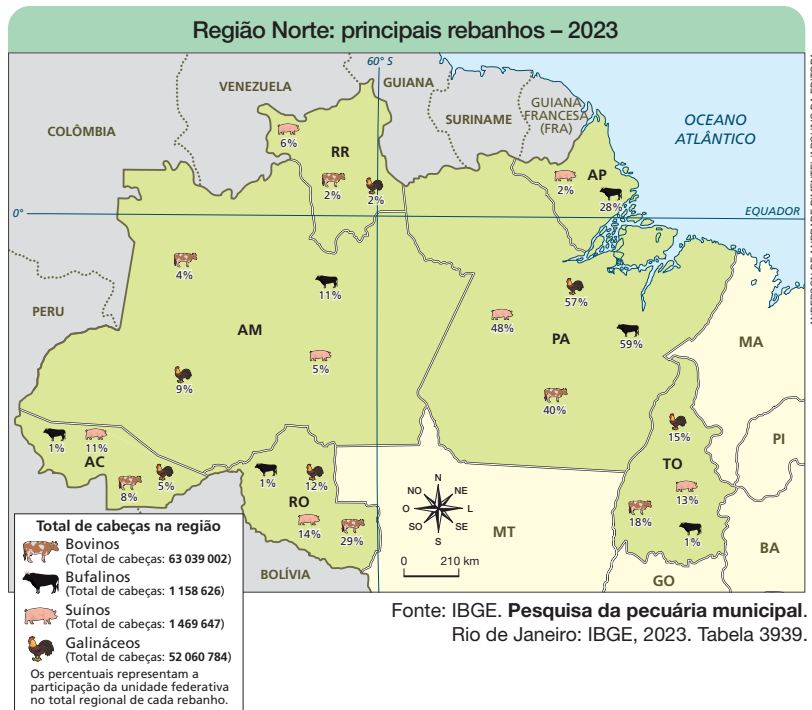 Região Norte: principais rebanhos – 2023
60° S
VENEZUELA
GUIANA
SURINAME
GUIANA
FRANCESA
(FRA)
COLÔMBIA
OCEANO
ATLÂNTICO
6%
RR
2%
2%
AP
2%
28%
0°
EQUADOR
4%
11%
57%
PERU
48%
59%
AM
PA
MA
5%
9%
40%
15%
PI
1%
11%
AC
8%
5%
1%
12%
RO
14%
29%
TO
13%
18%
1%
N
NO
NE
O
L
SO
SE
S
0
210 km
MT
BA
GO
BOLÍVIA
Total de cabeças na região
Bovinos
(Total de cabeças: 63 039 002)
Bufalinos
(Total de cabeças: 1 158 626)
Suínos
(Total de cabeças: 1 469 647)
Galináceos
(Total de cabeças: 52 060 784)
Os percentuais representam a
participação da unidade federativa
no total regional de cada rebanho.
Fonte: IBGE. Pesquisa da pecuária municipal.
Rio de Janeiro: IBGE, 2023. Tabela 3939.